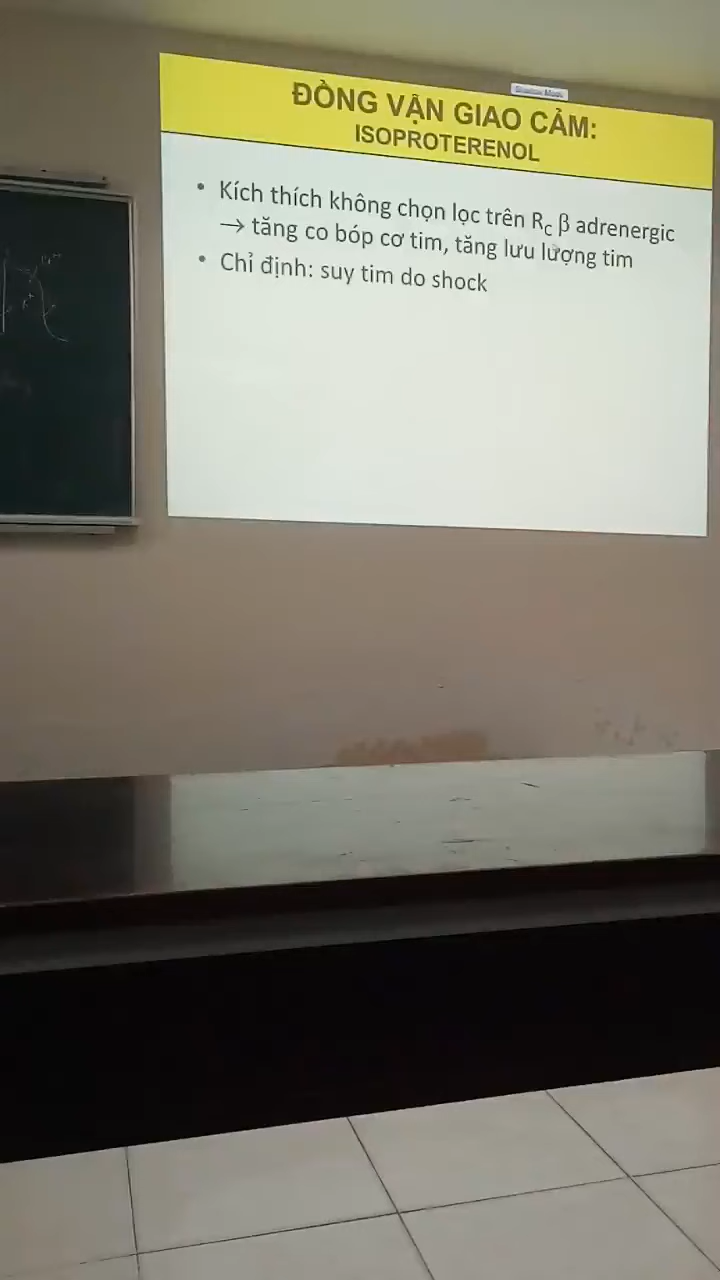 ĐỒNG VẬN GIAO CẢM:
ISOPROTERENOL
• Kích thích không chọn lọc trên Rc β adrenergic
→ tăng co bóp cơ tim, tăng lưu lượng tim
• Chỉ định: suy tim do shock